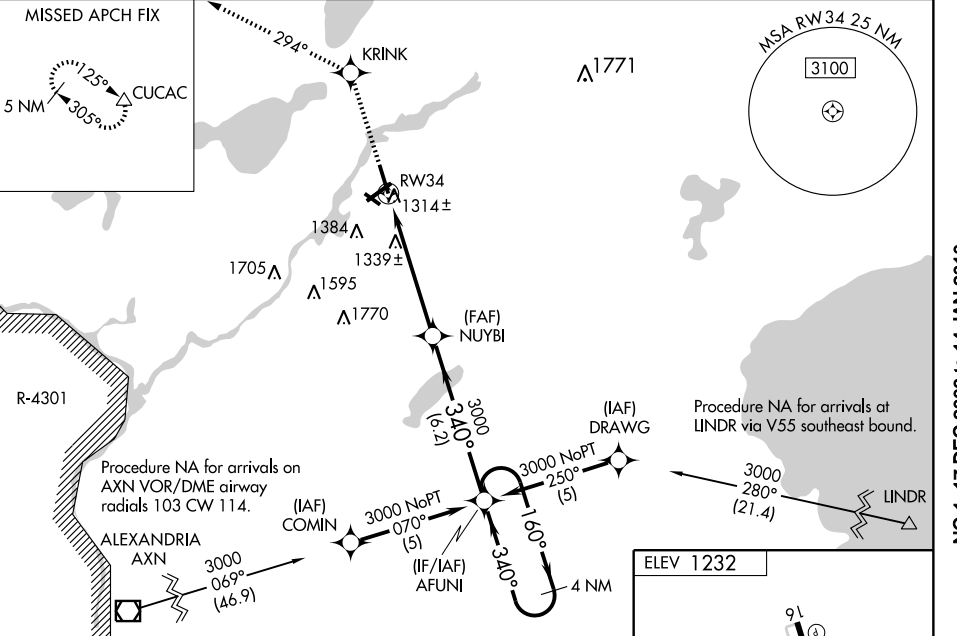 MISSED APCH FIX
125°
CUCAC
5 NM
305°
294°
KRINK
1771
MSA RW34 25 NM
3100
RW34
1314±
1384
1339±
1705
1595
1770
(FAF)
NUYBI
R-4301
3000
340°
(6.2)
(IAF)
DRAWG
Procedure NA for arrivals at
LINDR via V55 southeast bound.
3000 NoPT
250°
(5)
3000
280°
(21.4)
LINDR
Procedure NA for arrivals on
AXN VOR/DME airway
radials 103 CW 114.
(IAF)
COMIN
3000 NoPT
070°
(5)
ALEXANDRIA
AXN
3000
069°
(46.9)
(IF/IAF)
AFUNI
160°
340°
4 NM
ELEV 1232
16
P